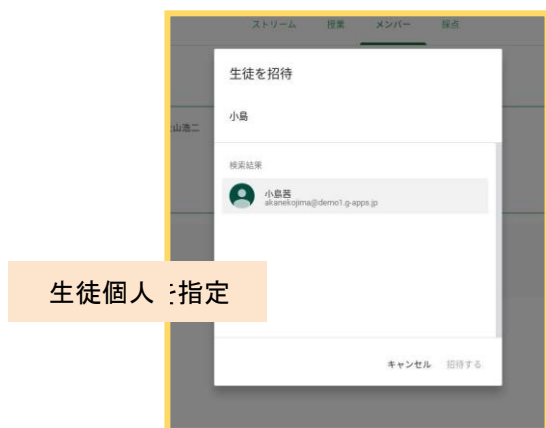 ストリーム 授業 メンバー 採点
生徒を招待
小島
山浩二
検索結果
小島茜
akanekojima@demo1.g-apps.jp
生徒個人を指定
キャンセル 招待する